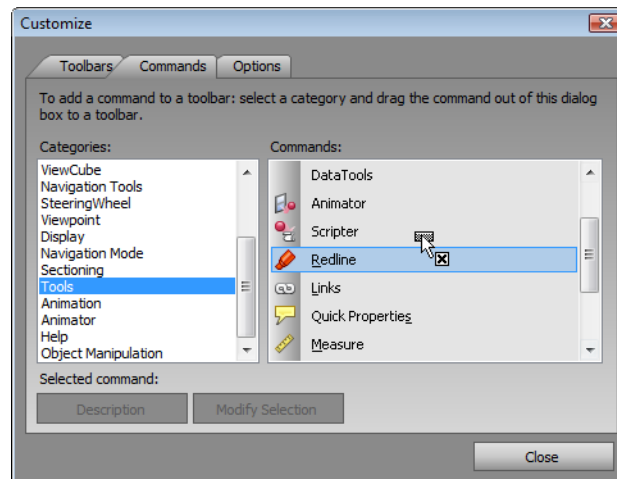 Customize
Toolbars Commands Options
To add a command to a toolbar: select a category and drag the command out of this dialog
box to a toolbar.
Categories:
ViewCube
Navigation Tools
SteeringWheel
Viewpoint
Display
Navigation Mode
Sectioning
Tools
Animation
Animator
Help
Object Manipulation
Commands:
DataTools
Animator
Scripter
Redline
Links
Quick Properties
Measure
Selected command:
Description Modify Selection
Close